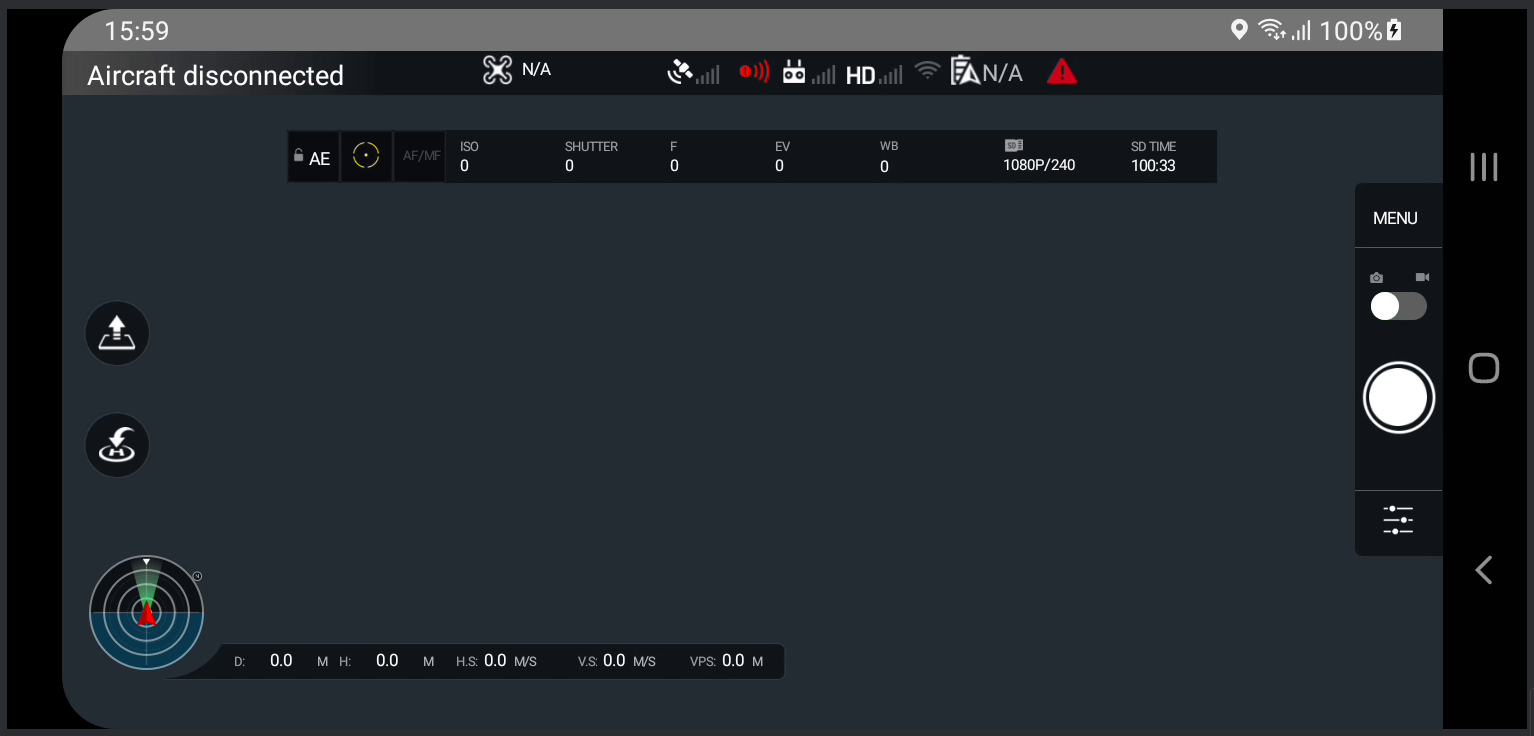 15:59
100%
Aircraft disconnected
N/A
HD
N/A
AE
AF/MF
ISO
0
SHUTTER
0
F
0
EV
0
WB
0
SD
1080P/240
SD TIME
100:33
MENU
H
N
D: 0.0 M H: 0.0 M H.S: 0.0 M/S V.S: 0.0 M/S VPS: 0.0 M